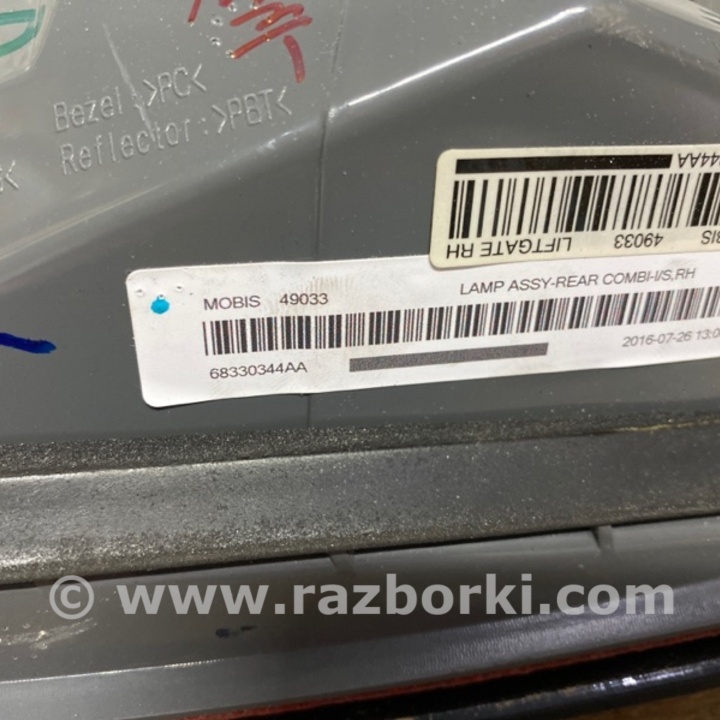 Bezel:>PC<
Reflector:>PBT<
44AA
BIS 49033 LIFTGATE RH
MOBIS 49033 LAMP ASSY-REAR COMBI-I/S,RH
68330344AA 2016-07-26 13:0
© www.razborki.com